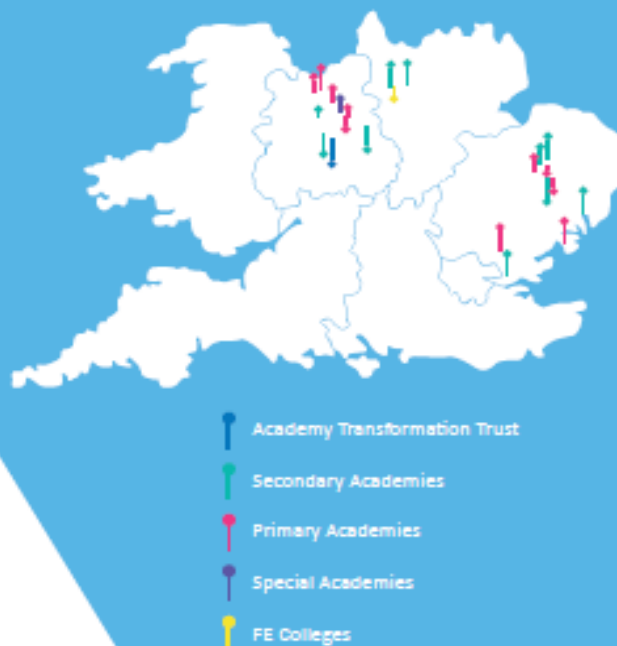 Academy Transformation Trust
Secondary Academies
Primary Academies
Special Academies
FE Colleges